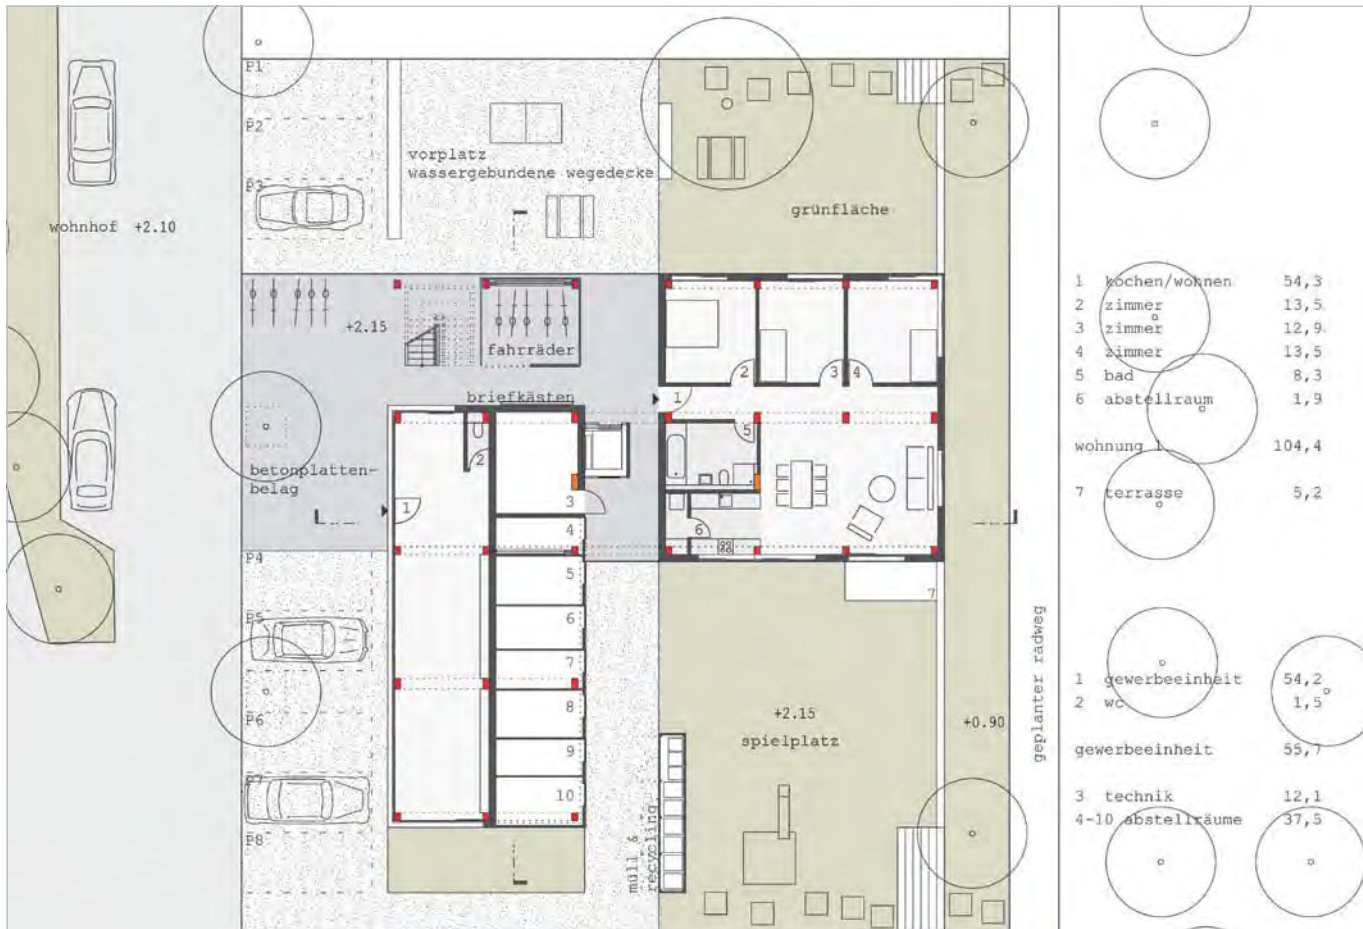 P1
P2
P3
vorplatz
wassergebundene wegedecke
grünfläche
wohnhof +2.10
+2.15
fahrräder
briefkästen
betonplatten-
belag
1
2
3
4
5
6
7
1
2
3
4
5
6
7
8
9
10
P4
P5
P6
P7
P8
müll &
recycling
+2.15
spielplatz
+0.90
geplanter radweg
1 kochen/wohnen 54,3
2 zimmer 13,5
3 zimmer 12,9
4 zimmer 13,5
5 bad 8,3
6 abstellraum 1,9
wohnung 1 104,4
7 terrasse 5,2
1 gewerbeeinheit 54,2
2 wc 1,5
gewerbeeinheit 55,7
3 technik 12,1
4-10 abstellräume 37,5